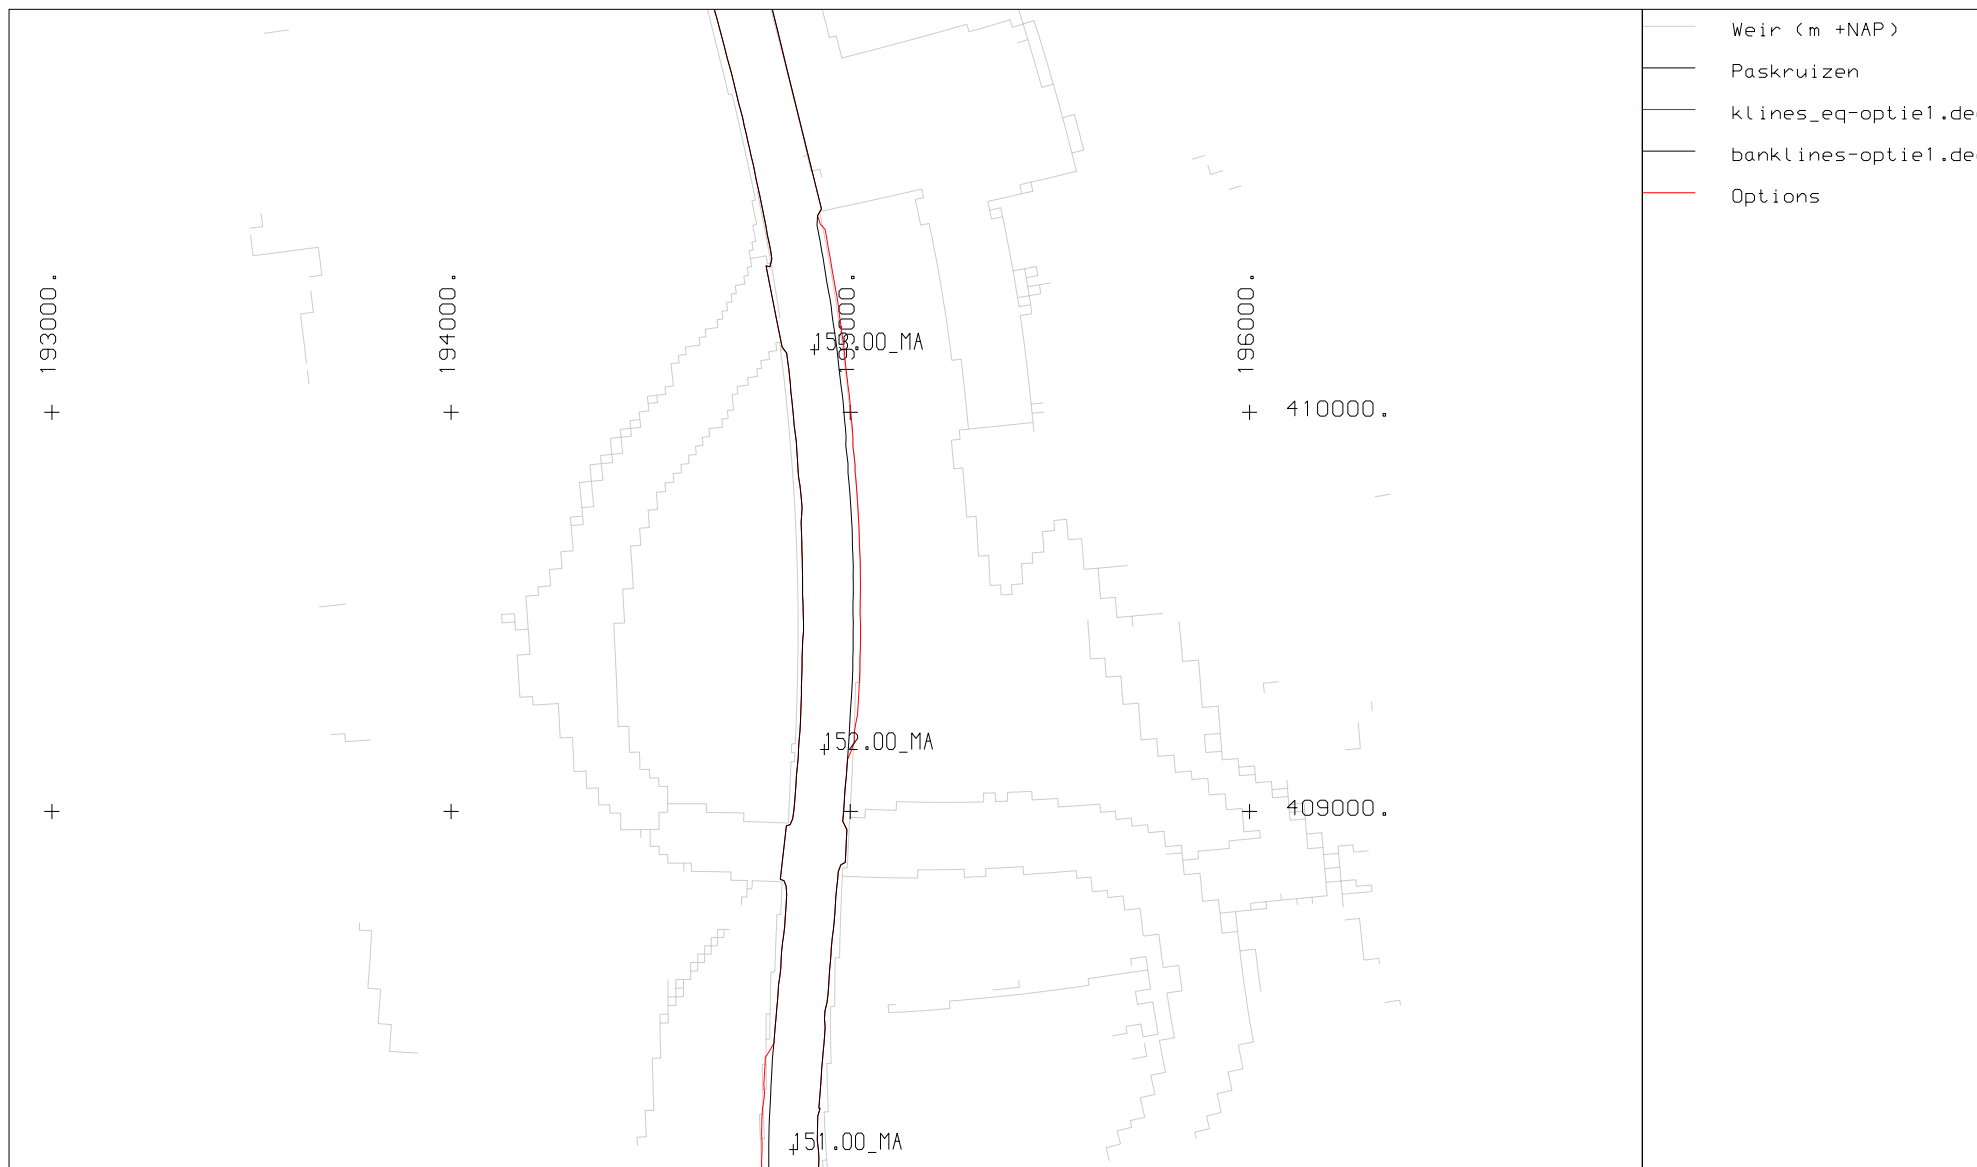 Weir (m +NAP)
Paskruizen
klines_eq-optie1.de
banklines-optie1.de
Options
193000.
194000.
195000.
196000.
153.00_MA
410000.
152.00_MA
409000.
151.00_MA